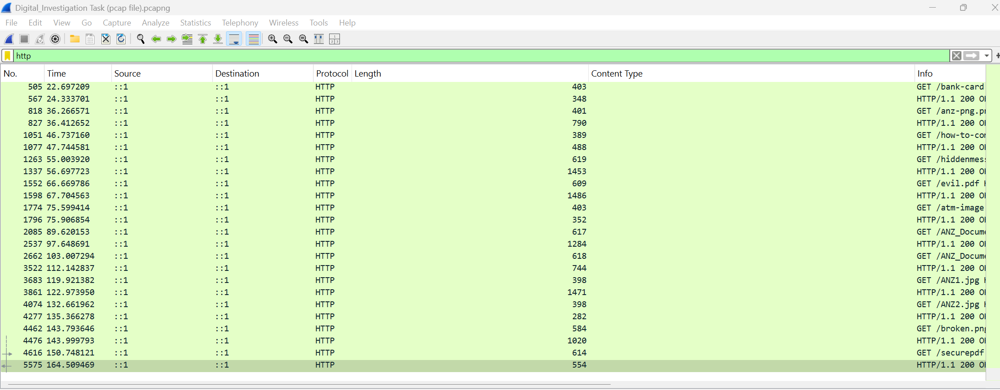 Digital_Investigation Task (pcap file).pcapng
File Edit View Go Capture Analyze Statistics Telephony Wireless Tools Help
http
No. Time Source Destination Protocol Length Content Type Info
505 22.697209 ::1 ::1 HTTP 403 GET /bank-card
567 24.333701 ::1 ::1 HTTP 348 HTTP/1.1 200
818 36.266571 ::1 ::1 HTTP 401 GET /anz-png.p
827 36.412652 ::1 ::1 HTTP 790 HTTP/1.1 200
1051 46.737160 ::1 ::1 HTTP 389 GET /how-to-co
1077 47.744581 ::1 ::1 HTTP 488 HTTP/1.1 200
1263 55.003920 ::1 ::1 HTTP 619 GET /hiddenmes
1337 56.697723 ::1 ::1 HTTP 1453 HTTP/1.1 200
1552 66.669786 ::1 ::1 HTTP 609 GET /evil.pdf
1598 67.704563 ::1 ::1 HTTP 1486 HTTP/1.1 200
1774 75.599414 ::1 ::1 HTTP 403 GET /atm-image
1796 75.906854 ::1 ::1 HTTP 352 HTTP/1.1 200
2085 89.620153 ::1 ::1 HTTP 617 GET /ANZ_Docum
2537 97.648691 ::1 ::1 HTTP 1284 HTTP/1.1 200
2662 103.007294 ::1 ::1 HTTP 618 GET /ANZ_Docum
3522 112.142837 ::1 ::1 HTTP 744 HTTP/1.1 200
3683 119.921382 ::1 ::1 HTTP 398 GET /ANZ1.jpg
3861 122.973950 ::1 ::1 HTTP 1471 HTTP/1.1 200
4074 132.661962 ::1 ::1 HTTP 398 GET /ANZ2.jpg
4277 135.366278 ::1 ::1 HTTP 282 HTTP/1.1 200
4462 143.793646 ::1 ::1 HTTP 584 GET /broken.pn
4476 143.999793 ::1 ::1 HTTP 1020 HTTP/1.1 200
4616 150.748121 ::1 ::1 HTTP 614 GET /securepdf
5575 164.509469 ::1 ::1 HTTP 554 HTTP/1.1 200